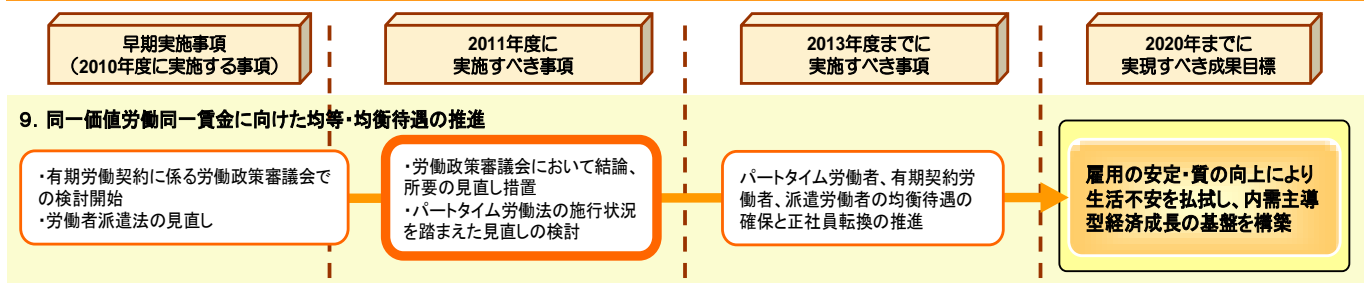 早期実施事項
（2010年度に実施する事項）
2011年度に
実施すべき事項
2013年度までに
実施すべき事項
2020年までに
実現すべき成果目標
９．同一価値労働同一賃金に向けた均等・均衡待遇の推進
・有期労働契約に係る労働政策審議会で
の検討開始
・労働者派遣法の見直し
・労働政策審議会において結論、
所要の見直し措置
・パートタイム労働法の施行状況
を踏まえた見直しの検討
パートタイム労働者、有期契約労
働者、派遣労働者の均衡待遇の
確保と正社員転換の推進
雇用の安定・質の向上により
生活不安を払拭し、内需主導
型経済成長の基盤を構築